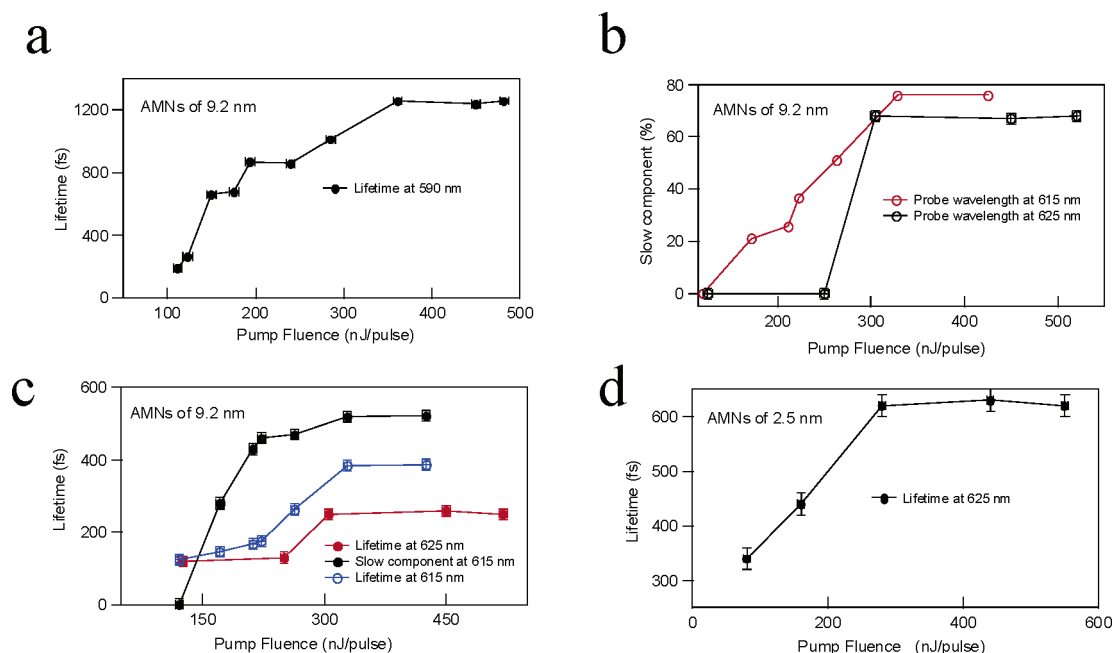 a
1200
800
400
0
Lifetime (fs)
AMNs of 9.2 nm
Lifetime at 590 nm
100 200 300 400 500
Pump Fluence (nJ/pulse)
b
80
60
40
20
0
Slow component (%)
AMNs of 9.2 nm
Probe wavelength at 615 nm
Probe wavelength at 625 nm
200 300 400 500
Pump Fluence (nJ/pulse)
c
600
400
200
0
Lifetime (fs)
AMNs of 9.2 nm
Lifetime at 625 nm
Slow component at 615 nm
Lifetime at 615 nm
150 300 450
Pump Fluence (nJ/pulse)
d
600
500
400
300
Lifetime (fs)
AMNs of 2.5 nm
Lifetime at 625 nm
0 200 400 600
Pump Fluence (nJ/pulse)